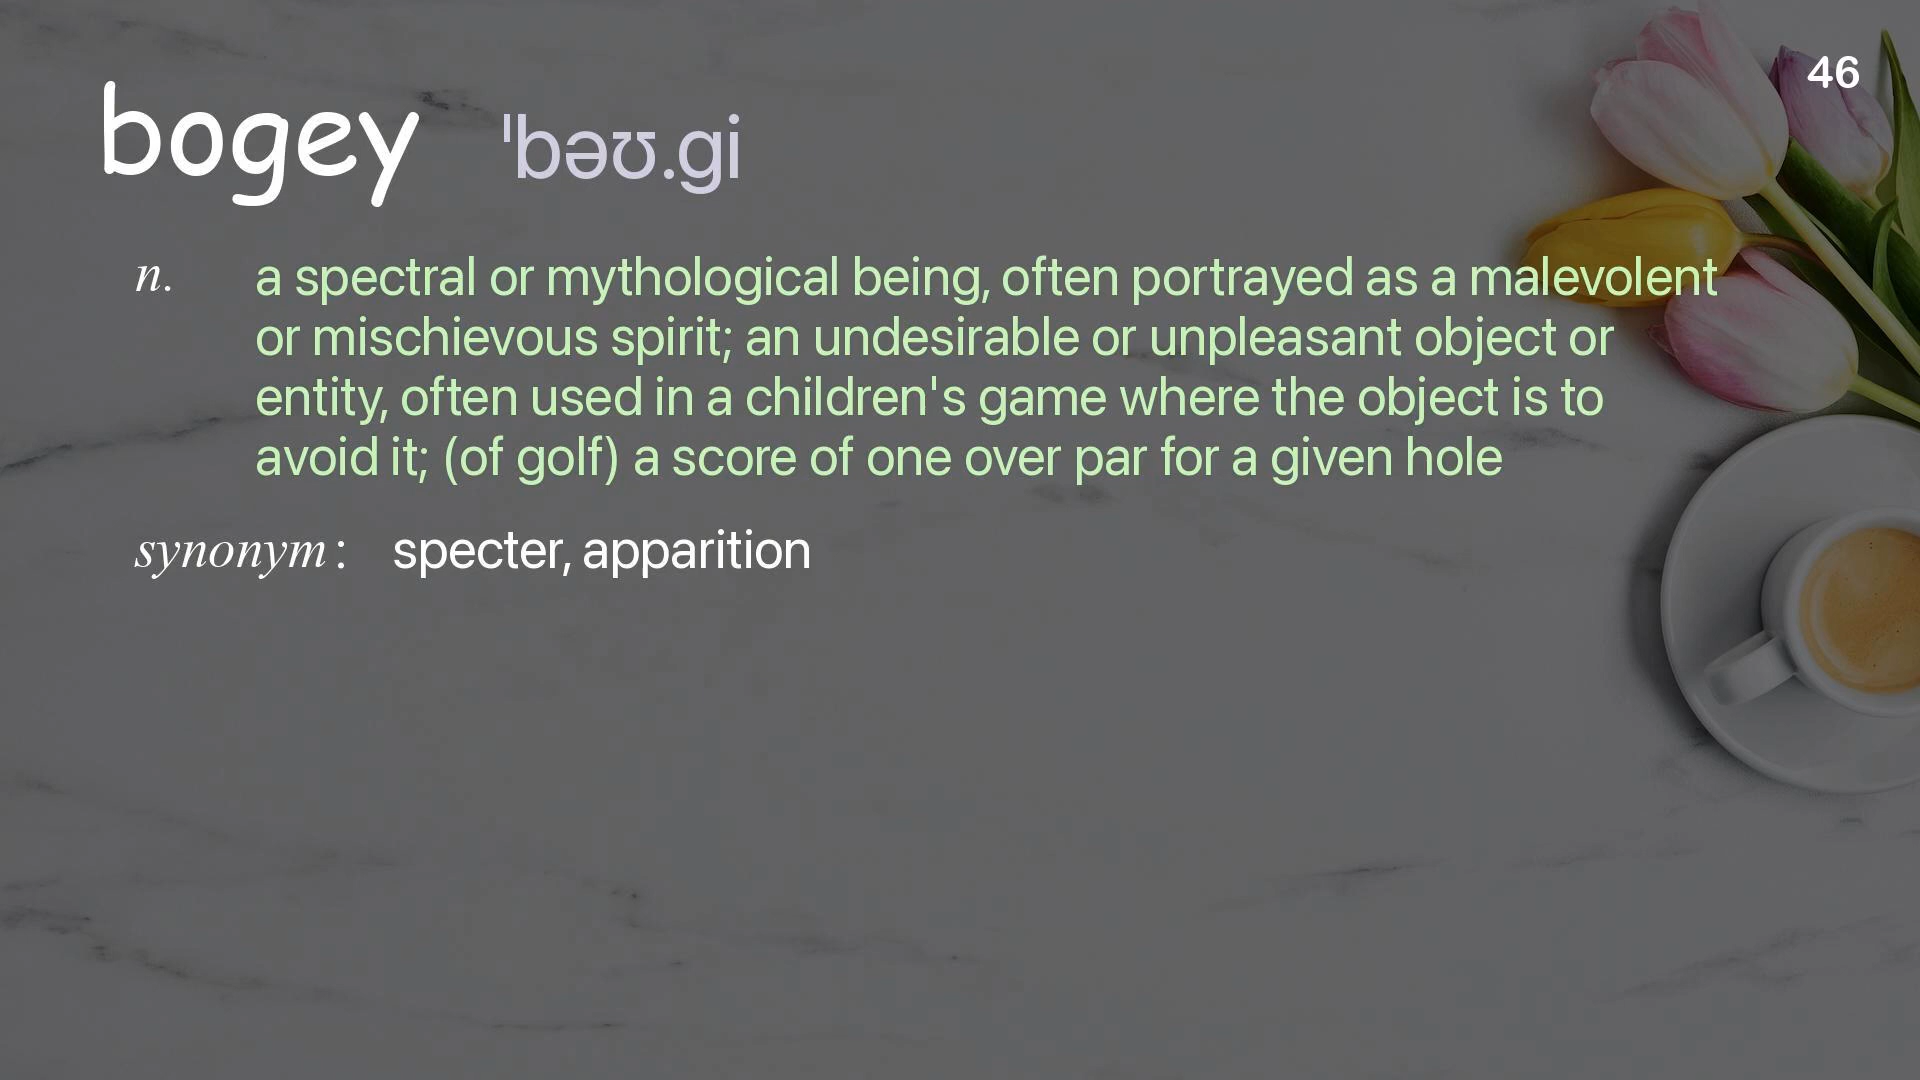 46
bogey ˈbəʊ.gi
n. a spectral or mythological being, often portrayed as a malevolent
or mischievous spirit; an undesirable or unpleasant object or
entity, often used in a children's game where the object is to
avoid it; (of golf) a score of one over par for a given hole
synonym: specter, apparition